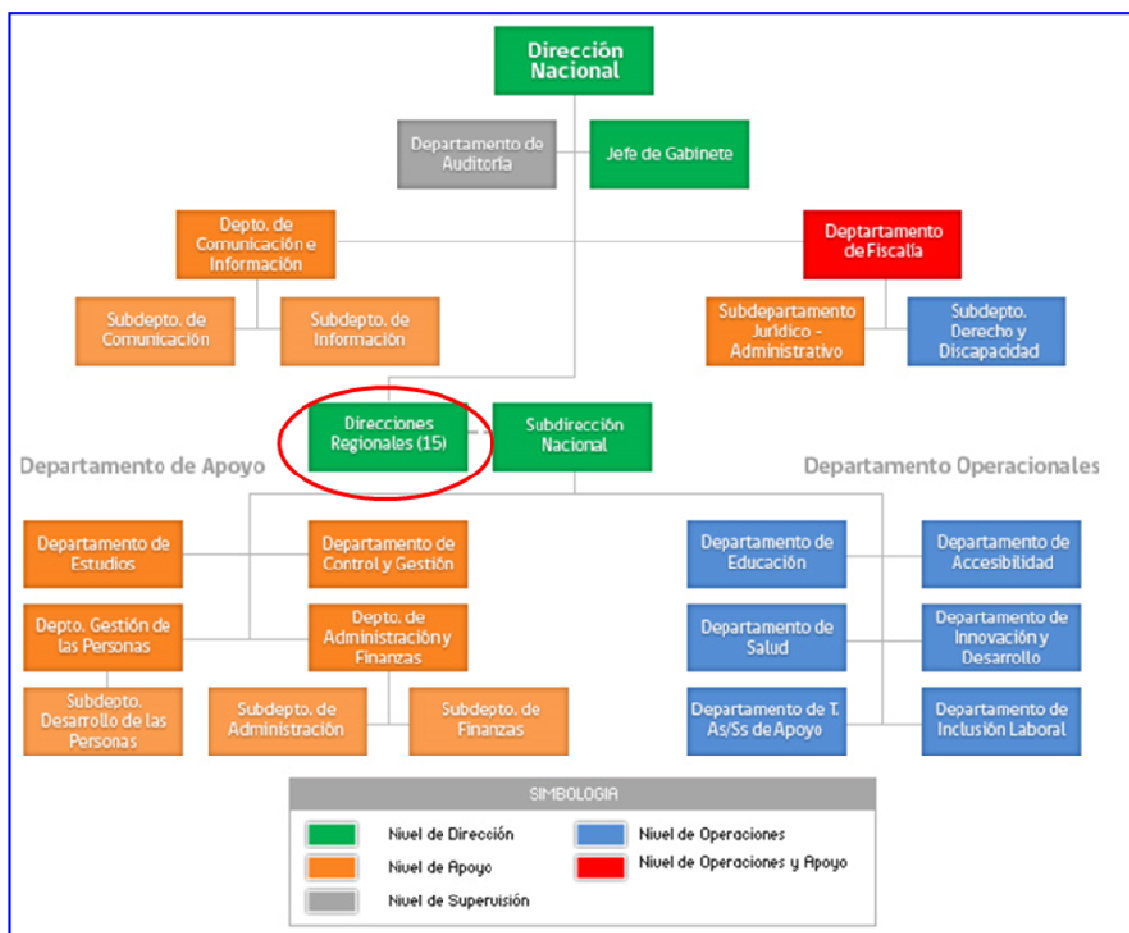 Dirección
Nacional
Departamento de
Auditoría
Jefe de Gabinete
Depto. de
Comunicación e
Información
Deptartamento
de Fiscalía
Subdepto. de
Comunicación
Subdepto. de
Información
Subdepartamento
Jurídico -
Administrativo
Subdepto.
Derecho y
Discapacidad
Direcciones
Regionales (15)
Subdirección
Nacional
Departamento de Apoyo
Departamento Operacionales
Departamento de
Estudios
Departamento de
Control y Gestión
Departamento de
Educación
Departamento de
Accesibilidad
Depto. Gestión de
las Personas
Depto. de
Administración y
Finanzas
Departamento de
Salud
Departamento de
Innovación y
Desarrollo
Subdepto.
Desarrollo de las
Personas
Subdepto. de
Administración
Subdepto. de
Finanzas
Departamento de T.
As/Ss de Apoyo
Departamento de
Inclusión Laboral
SIMBOLOGIA
Nivel de Dirección
Nivel de Operaciones
Nivel de Apoyo
Nivel de Operaciones y Apoyo
Nivel de Supervisión